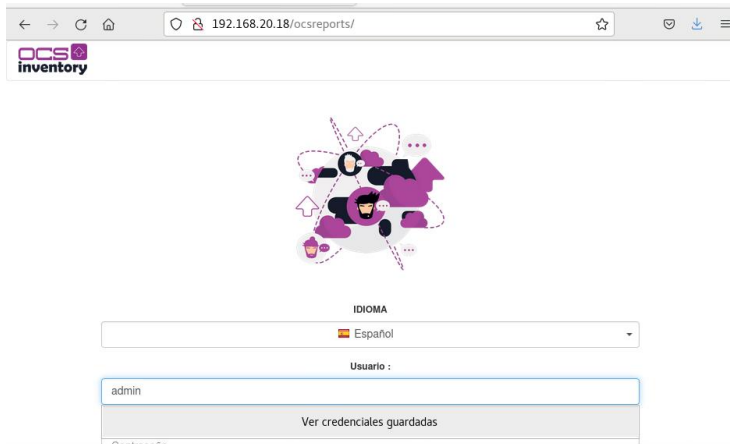 192.168.20.18/ocsreports/
OCS
inventory
IDIOMA
Español
Usuario :
admin
Ver credenciales guardadas